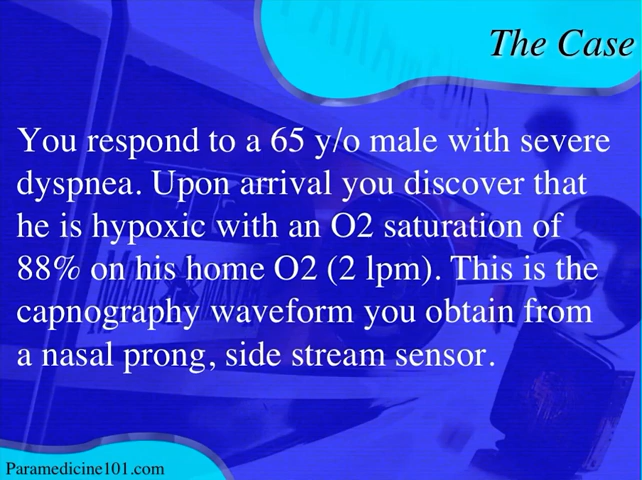 The Case
You respond to a 65 y/o male with severe
dyspnea. Upon arrival you discover that
he is hypoxic with an O2 saturation of
88% on his home O2 (2 lpm). This is the
capnography waveform you obtain from
a nasal prong, side stream sensor.
Paramedicine101.com